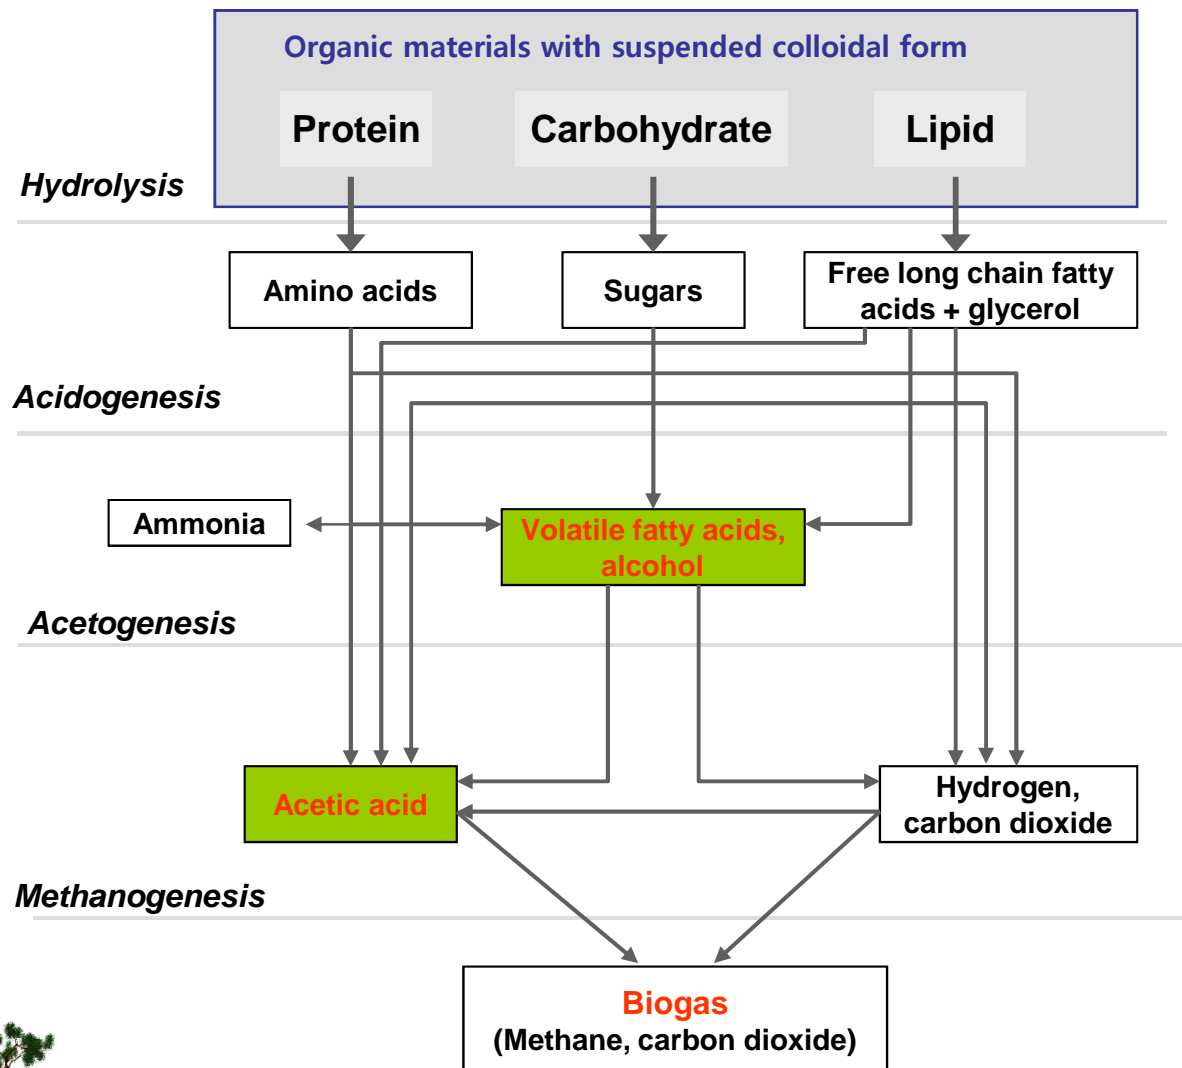 Organic materials with suspended colloidal form
Protein
Carbohydrate
Lipid
Hydrolysis
Amino acids
Sugars
Free long chain fatty
acids + glycerol
Acidogenesis
Ammonia
Volatile fatty acids,
alcohol
Acetogenesis
Acetic acid
Hydrogen,
carbon dioxide
Methanogenesis
Biogas
(Methane, carbon dioxide)